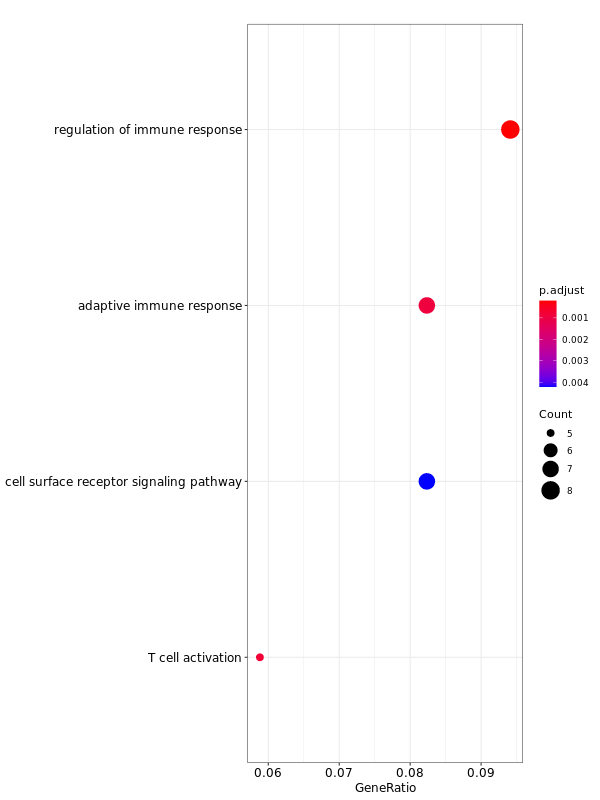 regulation of immune response
adaptive immune response
cell surface receptor signaling pathway
T cell activation
0.06 0.07 0.08 0.09
GeneRatio
p.adjust
0.001
0.002
0.003
0.004
Count
5
6
7
8